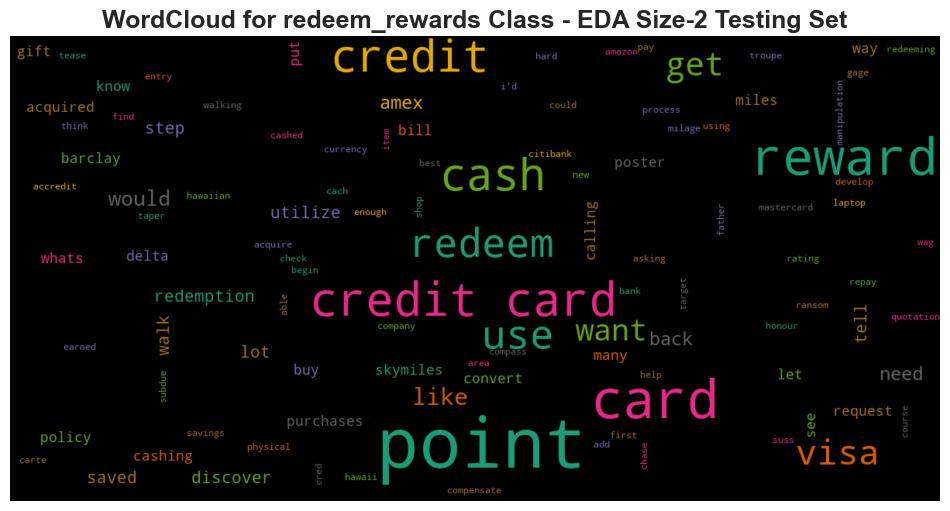 WordCloud for redeem_rewards Class - EDA Size-2 Testing Set
gift
tease
put
credit
hard
amazon
pay
get
troupe
way
redeeming
know
entry
i'd
gage
acquired
walking
amex
could
miles
find
process
manipulation
think
step
cashed
item
bill
milage
using
barclay
currency
best
cash
citibank
new
poster
reward
accredit
would
hawaiian
cach
develop
taper
utilize
enough
shop
calling
father
mastercard
laptop
whats
delta
acquire
check
begin
redeem
asking
rating
wag
redemption
able
credit card
bank
target
repay
ransom
tell
quotation
honour
earned
walk
lot
company
use
want
back
compass
many
subdue
buy
skymiles
area
convert
help
let
need
like
card
purchases
request
see
course
policy
savings
physical
point
add
first
chase
suss
visa
carte
cashing
saved
discover
cred
hawaii
compensate